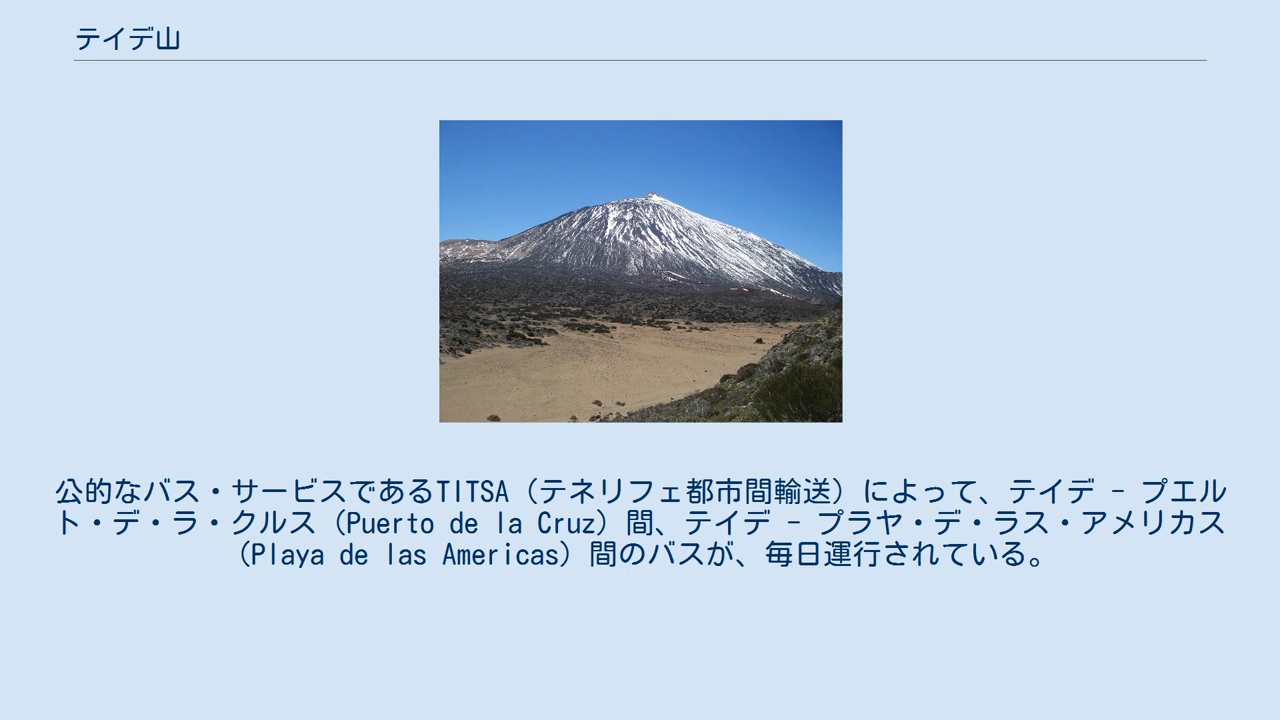 テイデ山
公的なバス・サービスであるTITSA（テネリフェ都市間輸送）によって、テイデ - プエル
ト・デ・ラ・クルス（Puerto de la Cruz）間、テイデ - プラヤ・デ・ラス・アメリカス
（Playa de las Americas）間のバスが、毎日運行されている。